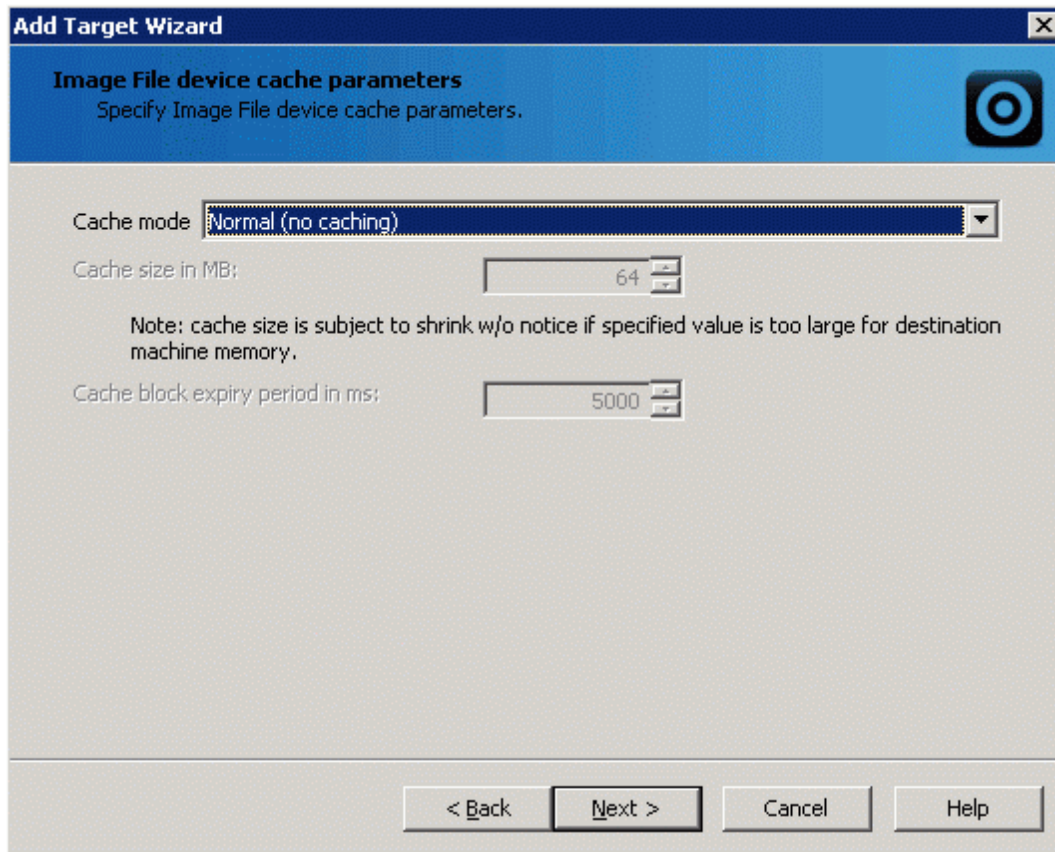 Add Target Wizard
Image File device cache parameters
Specify Image File device cache parameters.
Cache mode Normal (no caching)
Cache size in MB: 64
Note: cache size is subject to shrink w/o notice if specified value is too large for destination
machine memory.
Cache block expiry period in ms: 5000
< Back Next > Cancel Help